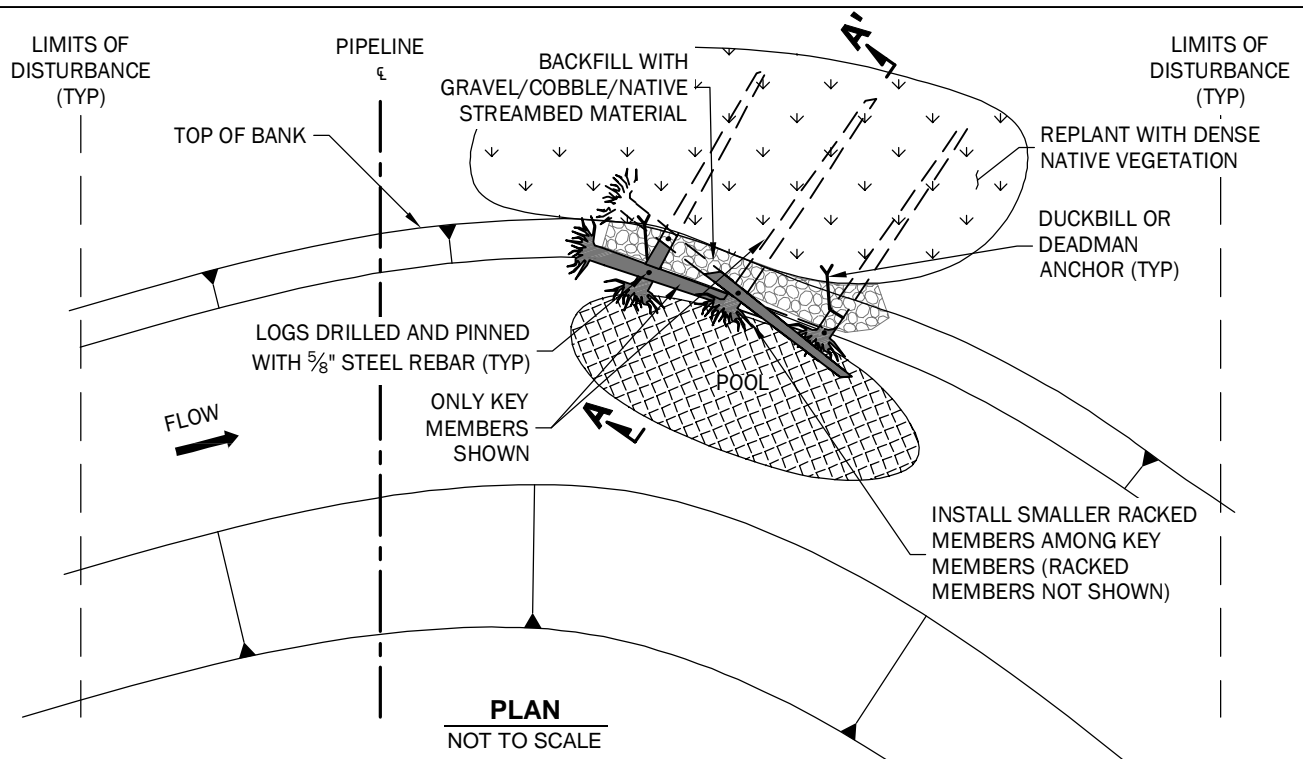 LIMITS OF
DISTURBANCE
(TYP)
PIPELINE
℄
BACKFILL WITH
GRAVEL/COBBLE/NATIVE
STREAMBED MATERIAL
A'
LIMITS OF
DISTURBANCE
(TYP)
TOP OF BANK
REPLANT WITH DENSE
NATIVE VEGETATION
DUCKBILL OR
DEADMAN
ANCHOR (TYP)
LOGS DRILLED AND PINNED
WITH 5⁄8" STEEL REBAR (TYP)
POOL
ONLY KEY
MEMBERS
SHOWN
A
FLOW
INSTALL SMALLER RACKED
MEMBERS AMONG KEY
MEMBERS (RACKED
MEMBERS NOT SHOWN)
PLAN
NOT TO SCALE